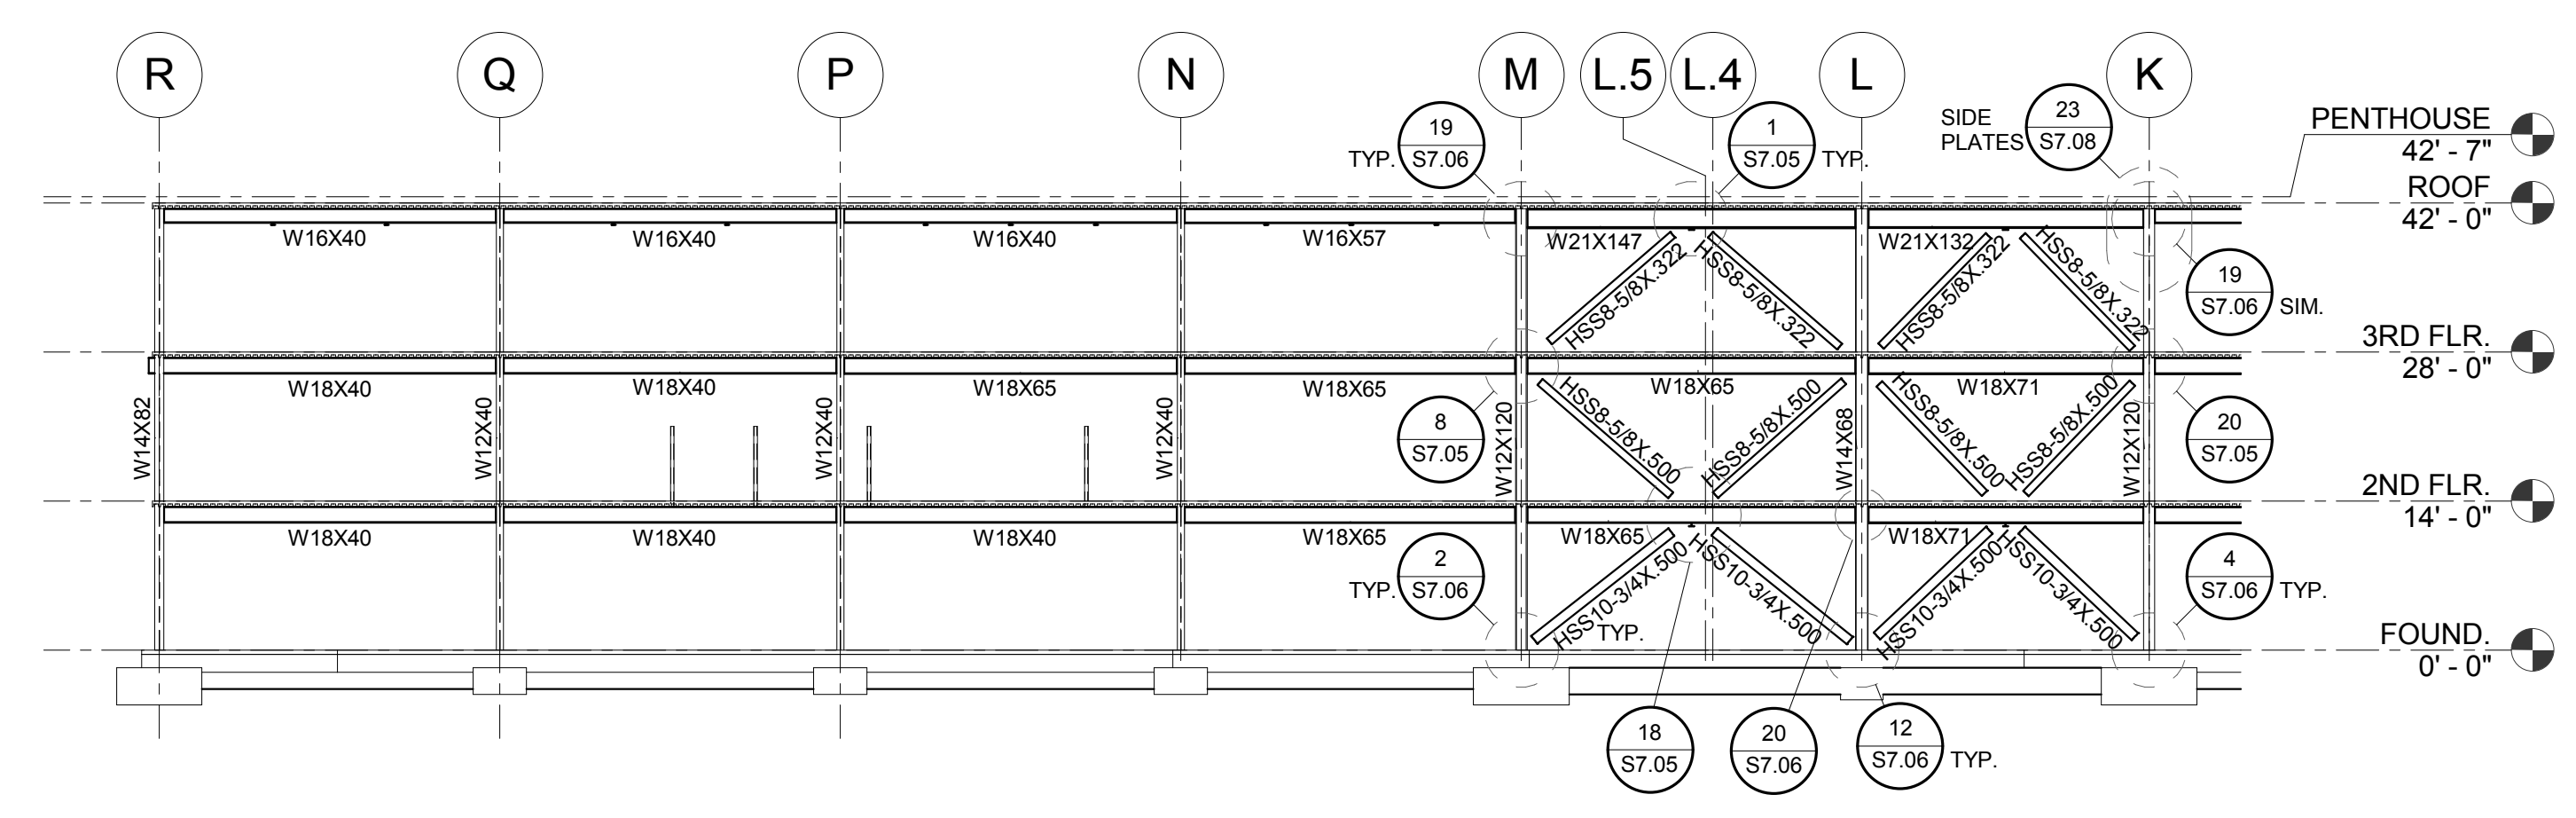 R Q P N M L.5 L.4 L K
19
S7.06
TYP.
1
S7.05
TYP.
SIDE
PLATES
23
S7.08
PENTHOUSE
42' - 7"
ROOF
42' - 0"
W16X40 W16X40 W16X40 W16X57 W21X147 W21X132
HSS8-5/8X.322 HSS8-5/8X.322 HSS8-5/8X.322 HSS8-5/8X.322
19
S7.06
SIM.
3RD FLR.
28' - 0"
W18X40 W18X40 W18X65 W18X65 W18X65 W18X71
W14X82 W12X40 W12X40 W12X40 W12X120 W14X68 W12X120
8
S7.05
HSS8-5/8X.500 HSS8-5/8X.500 HSS8-5/8X.500 HSS8-5/8X.500
20
S7.05
2ND FLR.
14' - 0"
W18X40 W18X40 W18X40 W18X65 W18X65 W18X71
2
S7.06
TYP.
HSS10-3/4X.500 HSS10-3/4X.500 HSS10-3/4X.500 HSS10-3/4X.500
TYP.
4
S7.06
TYP.
FOUND.
0' - 0"
18
S7.05
20
S7.06
12
S7.06
TYP.